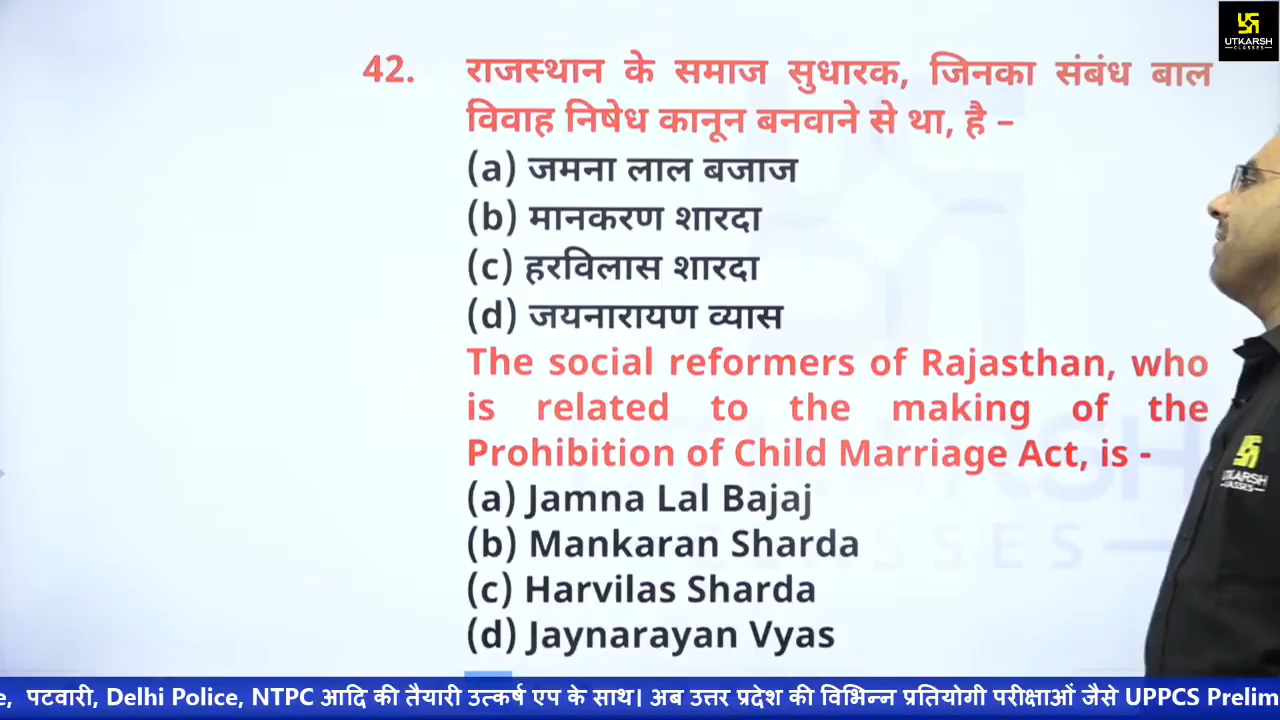 UTKARSH
CLASSES
42. राजस्थान के समाज सुधारक, जिनका संबंध बाल
विवाह निषेध कानून बनवाने से था, है –
(a) जमना लाल बजाज
(b) मानकरण शारदा
(c) हरविलास शारदा
(d) जयनारायण व्यास
The social reformers of Rajasthan, who
is related to the making of the
Prohibition of Child Marriage Act, is -
(a) Jamna Lal Bajaj
(b) Mankaran Sharda
(c) Harvilas Sharda
(d) Jaynarayan Vyas
UTKARSH
CLASSES
पटवारी, Delhi Police, NTPC आदि की तैयारी उत्कर्ष एप के साथ। अब उत्तर प्रदेश की विभिन्न प्रतियोगी परीक्षाओं जैसे UPPCS Prelim